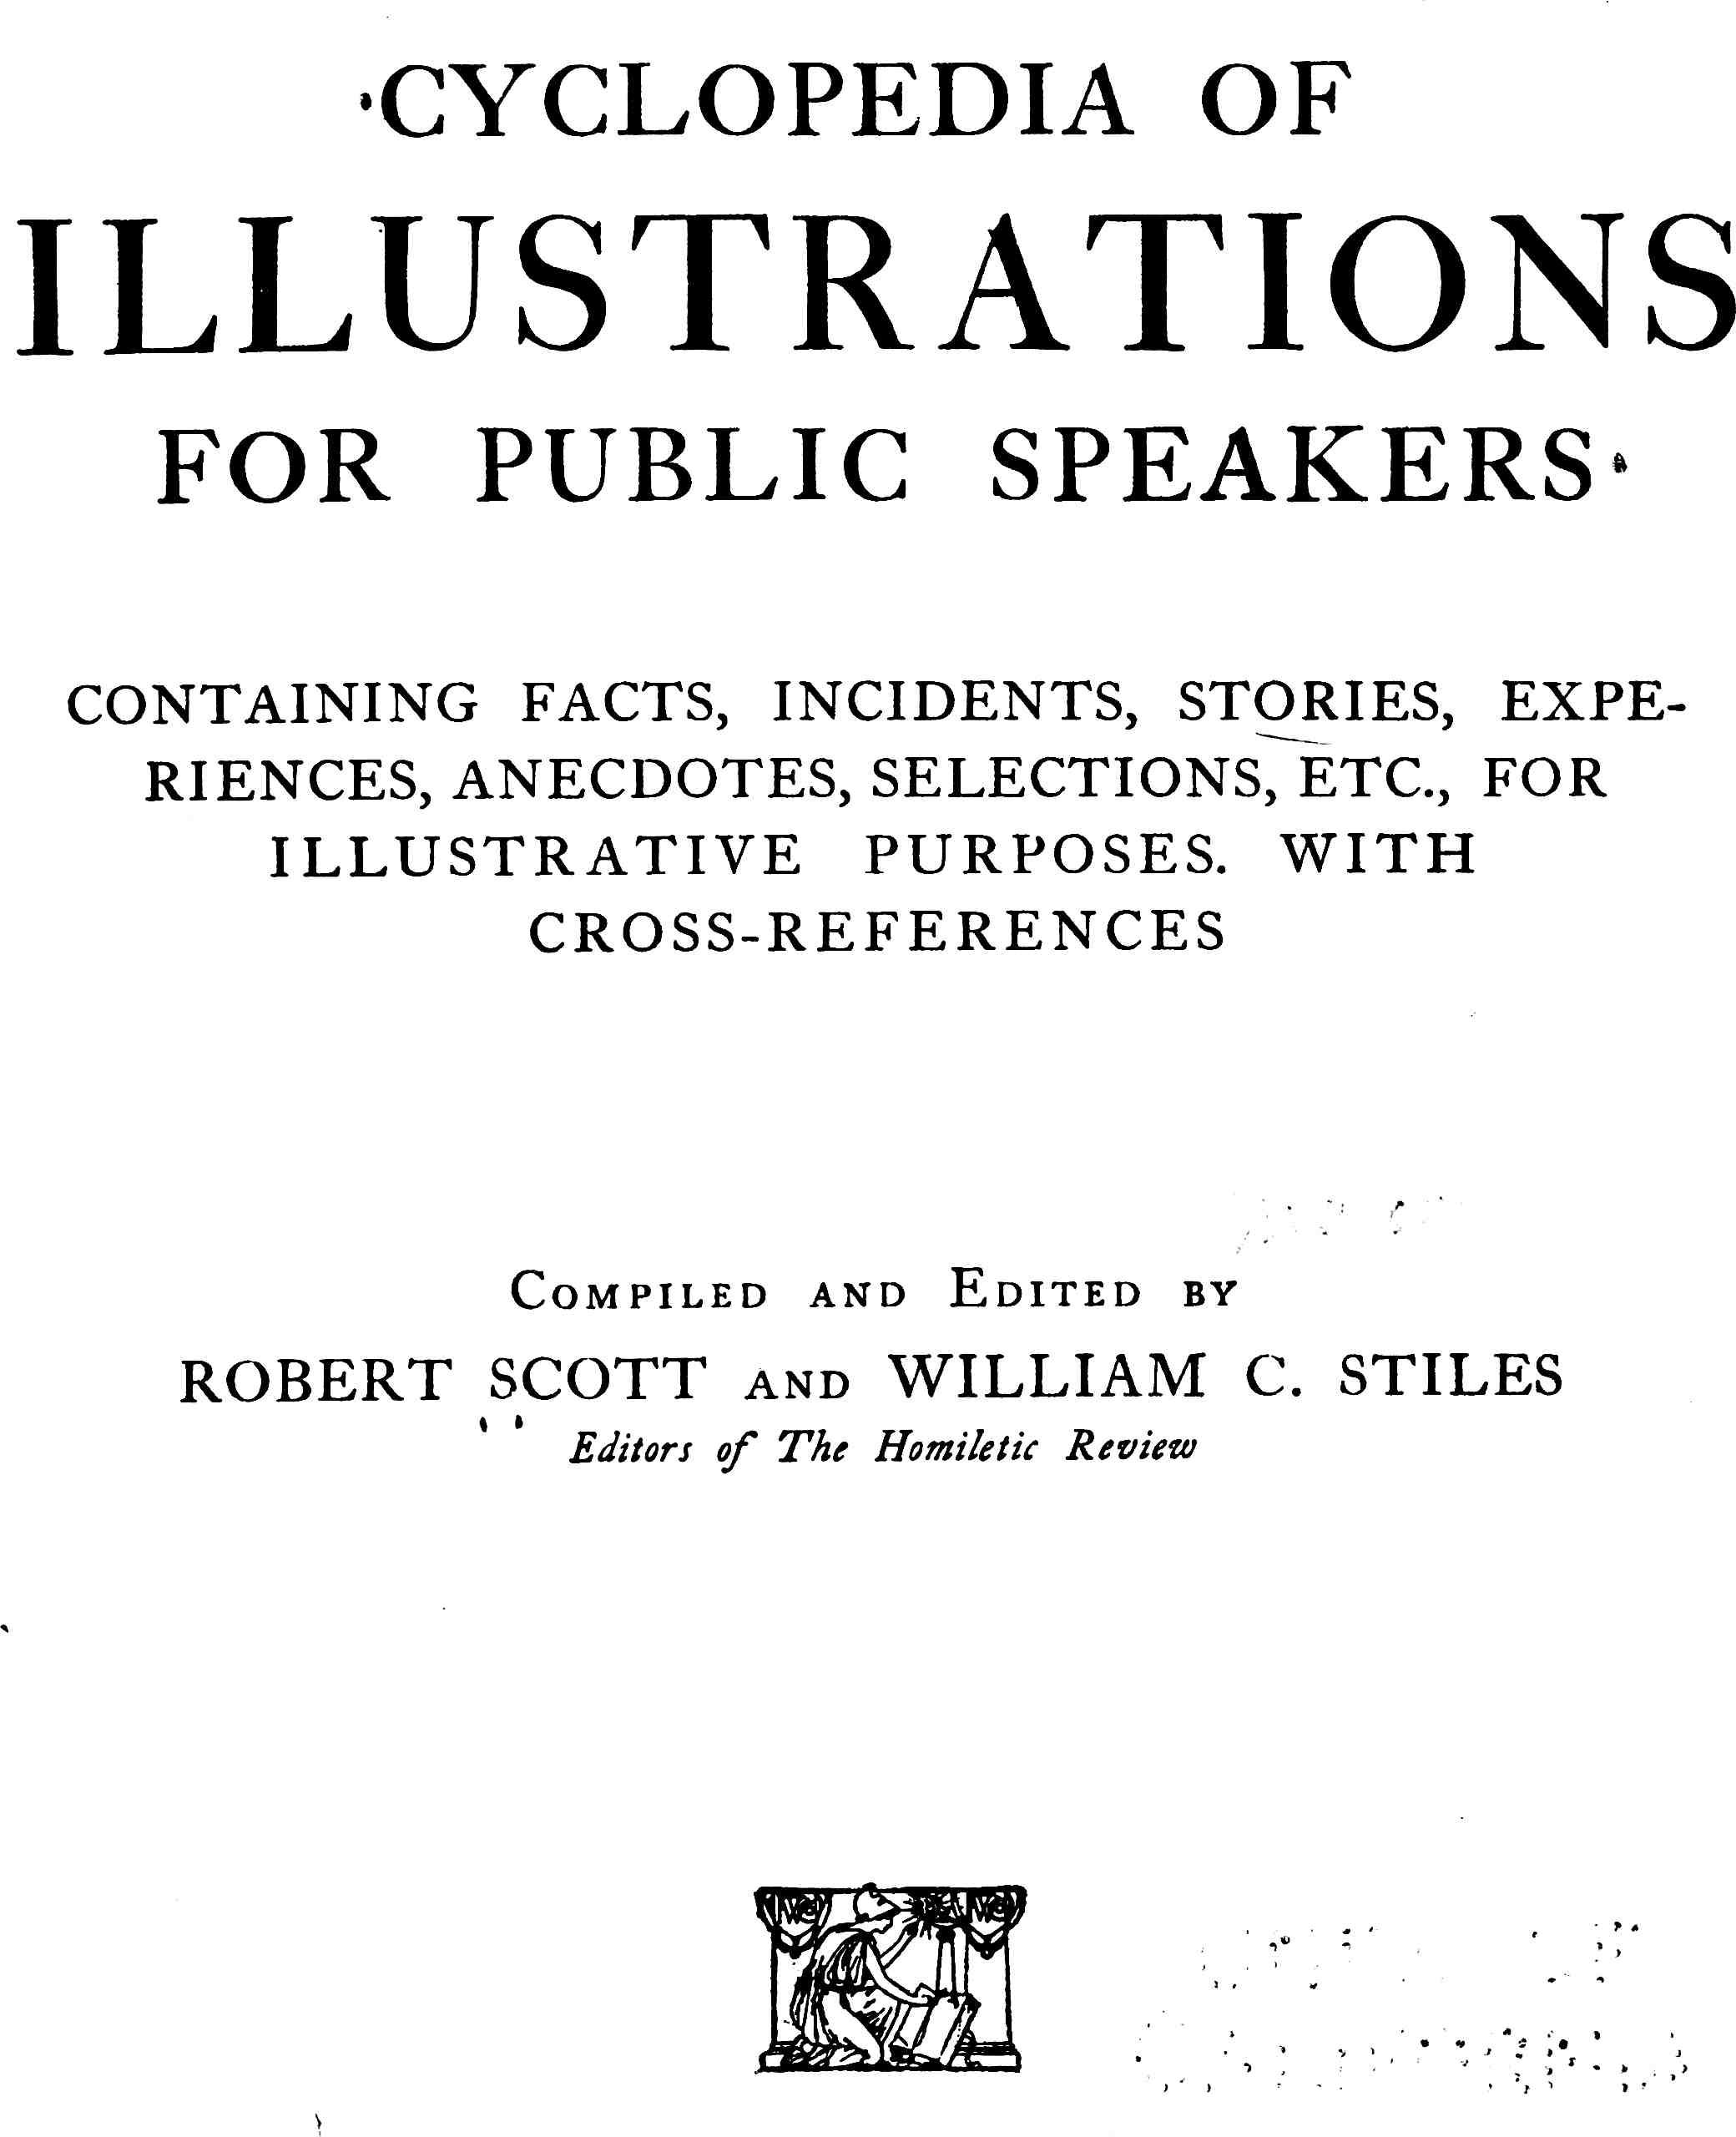 CYCLOPEDIA OF
ILLUSTRATIONS
FOR PUBLIC SPEAKERS
CONTAINING FACTS, INCIDENTS, STORIES, EXPE-
RIENCES, ANECDOTES, SELECTIONS, ETC., FOR
ILLUSTRATIVE PURPOSES. WITH
CROSS-REFERENCES
COMPILED AND EDITED BY
ROBERT SCOTT AND WILLIAM C. STILES
Editors of The Homiletic Review